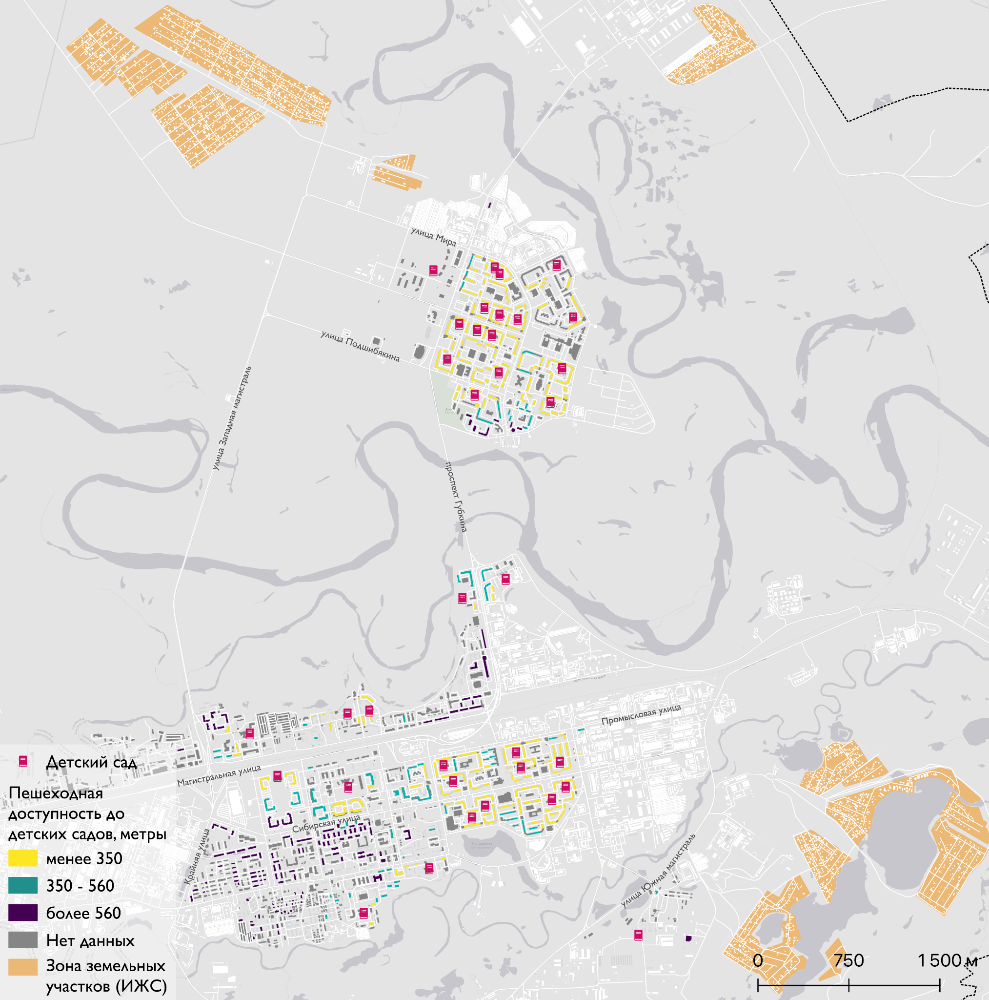 улица Мира
улица Подшибякина
улица Западная магистраль
проспект Губкина
Промысловая улица
Магистральная улица
Сибирская улица
Крайняя улица
улица Южная магистраль
Детский сад
Пешеходная
доступность до
детских садов, метры
менее 350
350 - 560
более 560
Нет данных
Зона земельных
участков (ИЖС)
0 750 1 500 м